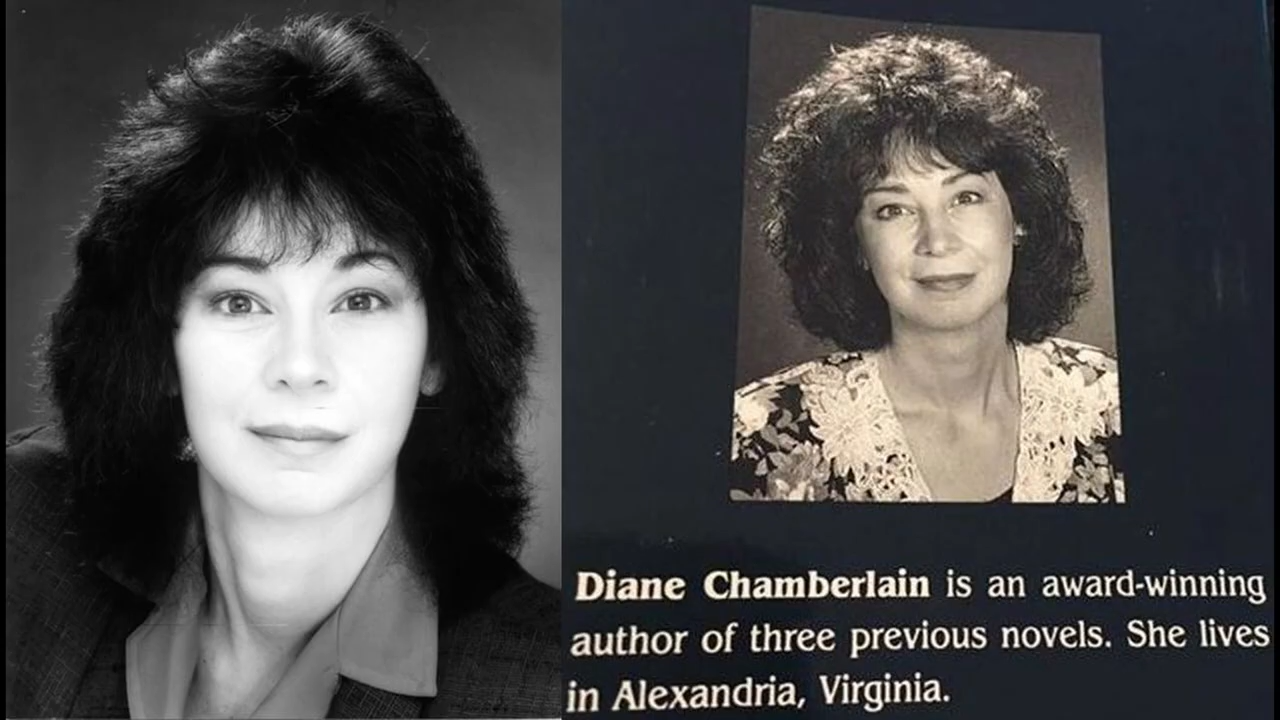 Diane Chamberlain is an award-winning
author of three previous novels. She lives
in Alexandria, Virginia.